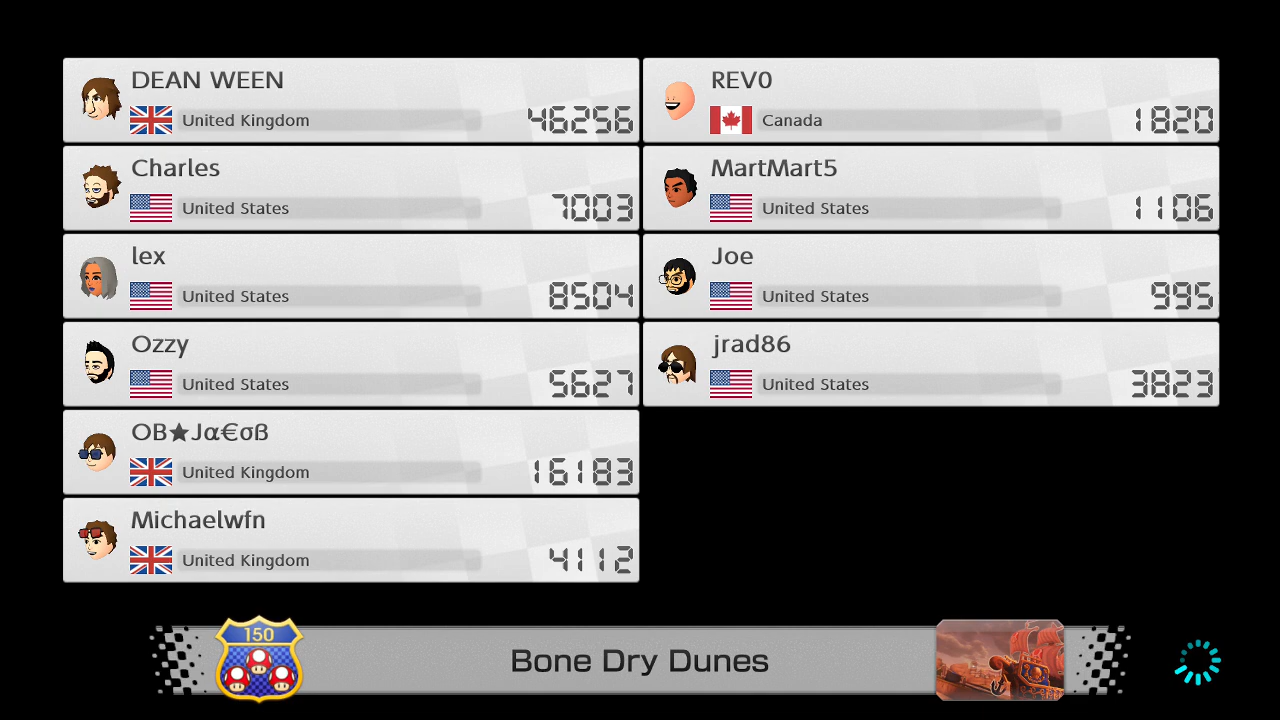 DEAN WEEN
United Kingdom 46256
Charles
United States 7003
lex
United States 8504
Ozzy
United States 5627
OB★Jα€σß
United Kingdom 16183
Michaelwfn
United Kingdom 4112
REV0
Canada 1820
MartMart5
United States 1106
Joe
United States 995
jrad86
United States 3823
150
Bone Dry Dunes